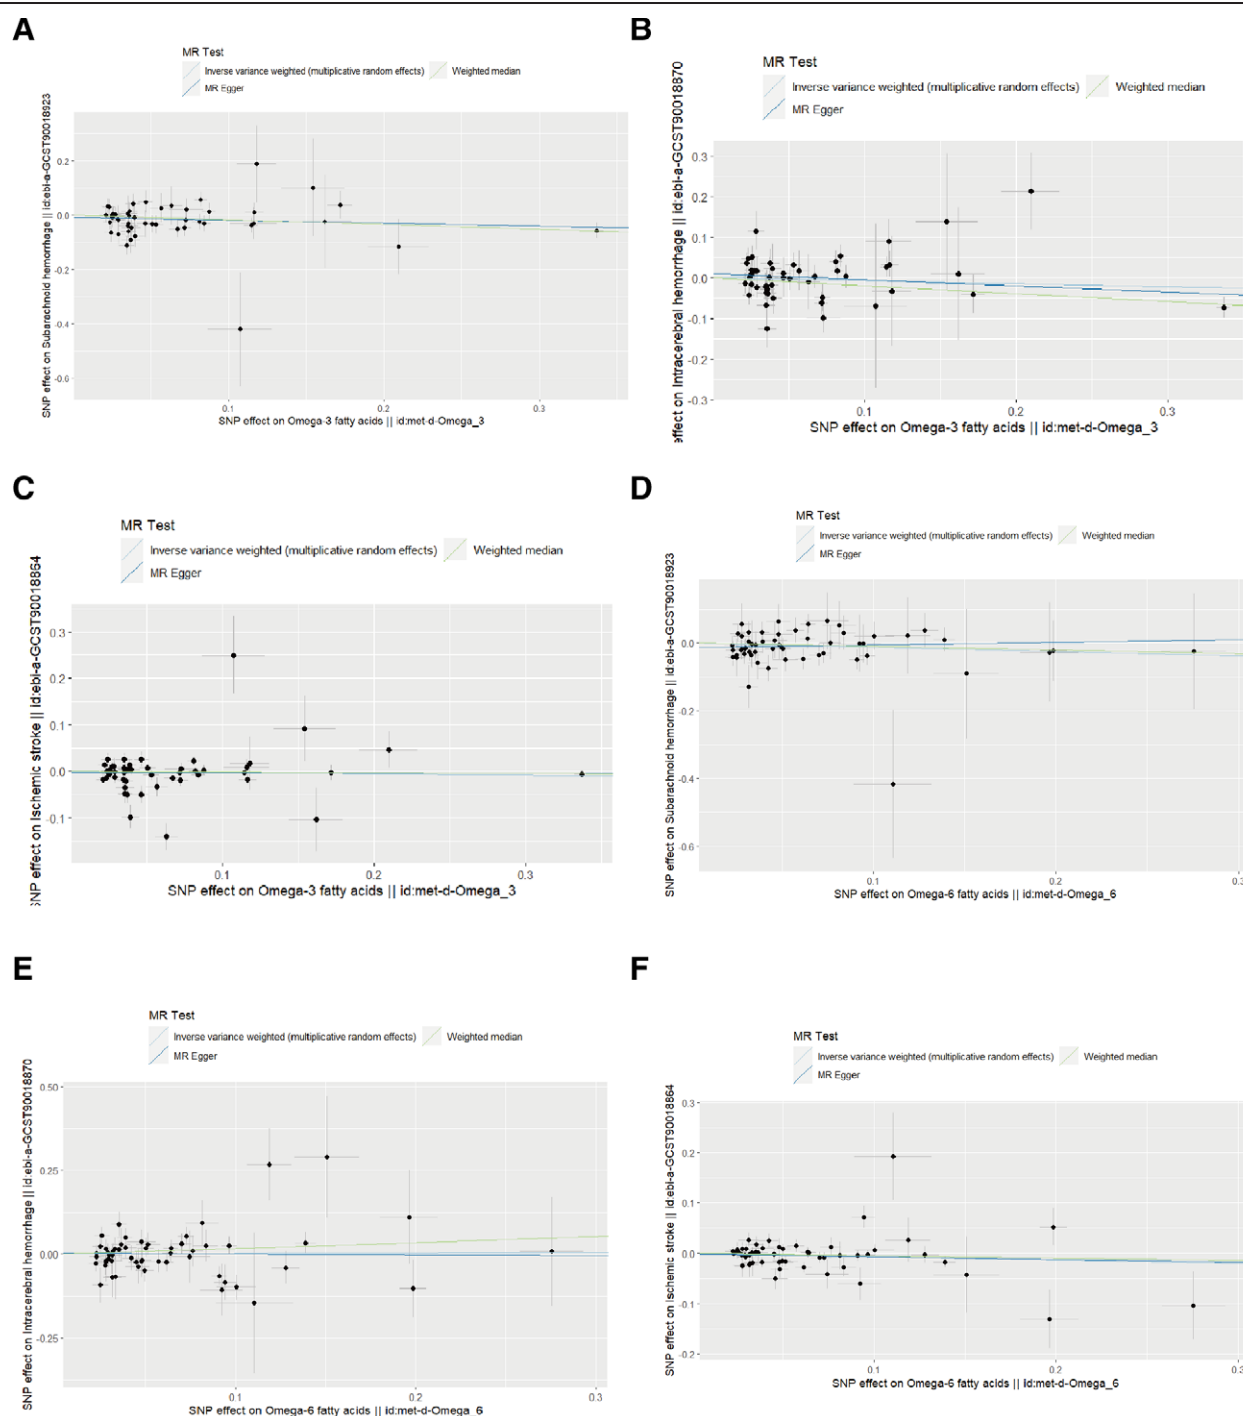 A
MR Test
Inverse variance weighted (multiplicative random effects)
Weighted median
MR Egger
SNP effect on Subarachnoid hemorrhage || id:ebi-a-GCST90018923
0.2
0.0
-0.2
-0.4
-0.6
0.1
0.2
0.3
SNP effect on Omega-3 fatty acids || id:met-d-Omega_3
B
MR Test
Inverse variance weighted (multiplicative random effects)
Weighted median
MR Egger
effect on Intracerebral hemorrhage || id:ebi-a-GCST90018870
0.3
0.2
0.1
0.0
-0.1
-0.2
-0.3
0.1
0.2
0.3
SNP effect on Omega-3 fatty acids || id:met-d-Omega_3
C
MR Test
Inverse variance weighted (multiplicative random effects)
Weighted median
MR Egger
SNP effect on Ischemic stroke || id:ebi-a-GCST90018864
0.3
0.2
0.1
0.0
-0.1
0.1
0.2
0.3
SNP effect on Omega-3 fatty acids || id:met-d-Omega_3
D
MR Test
Inverse variance weighted (multiplicative random effects)
Weighted median
MR Egger
SNP effect on Subarachnoid hemorrhage || id:ebi-a-GCST90018923
0.0
-0.2
-0.4
-0.6
0.1
0.2
0.3
SNP effect on Omega-6 fatty acids || id:met-d-Omega_6
E
MR Test
Inverse variance weighted (multiplicative random effects)
Weighted median
MR Egger
SNP effect on Intracerebral hemorrhage || id:ebi-a-GCST90018870
0.50
0.25
0.00
-0.25
0.1
0.2
0.3
SNP effect on Omega-6 fatty acids || id:met-d-Omega_6
F
MR Test
Inverse variance weighted (multiplicative random effects)
Weighted median
MR Egger
SNP effect on Ischemic stroke || id:ebi-a-GCST90018864
0.3
0.2
0.1
0.0
-0.1
-0.2
0.1
0.2
0.3
SNP effect on Omega-6 fatty acids || id:met-d-Omega_6